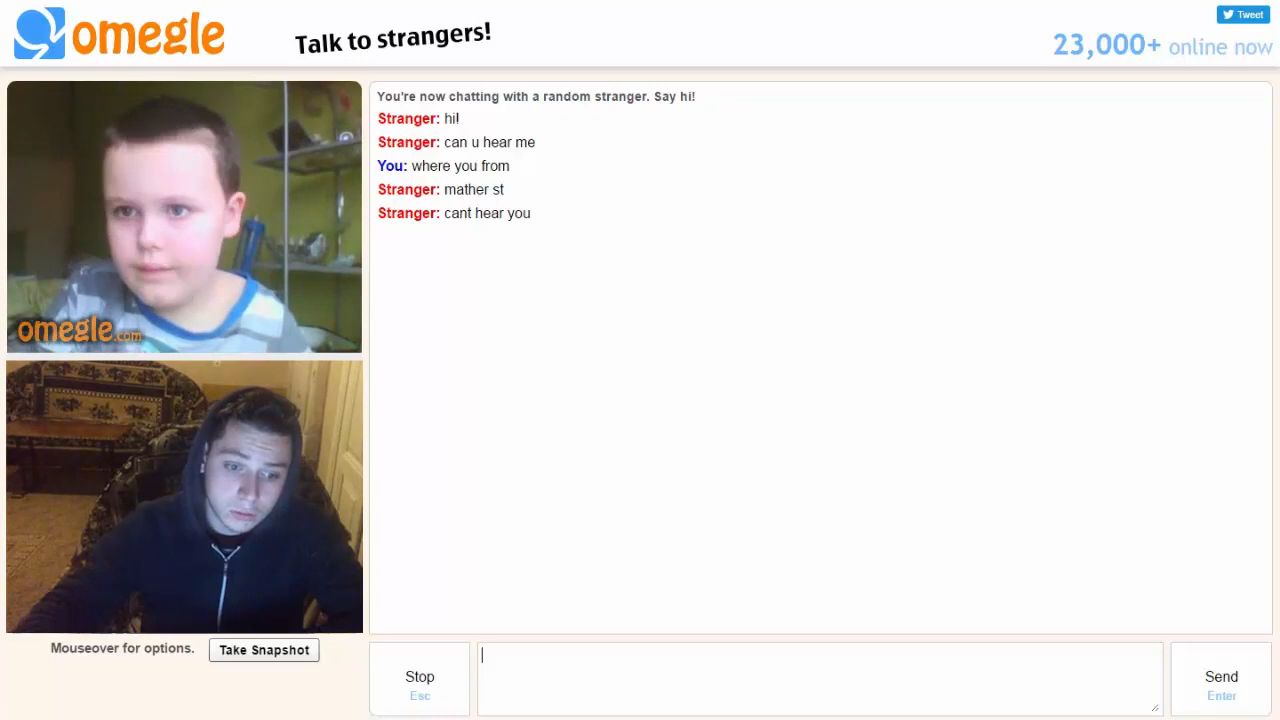 omegle
Talk to strangers!
Tweet
23,000+ online now
You're now chatting with a random stranger. Say hi!
Stranger: hi!
Stranger: can u hear me
You: where you from
Stranger: mather st
Stranger: cant hear you
omegle.com
Mouseover for options.
Take Snapshot
Stop
Esc
Send
Enter